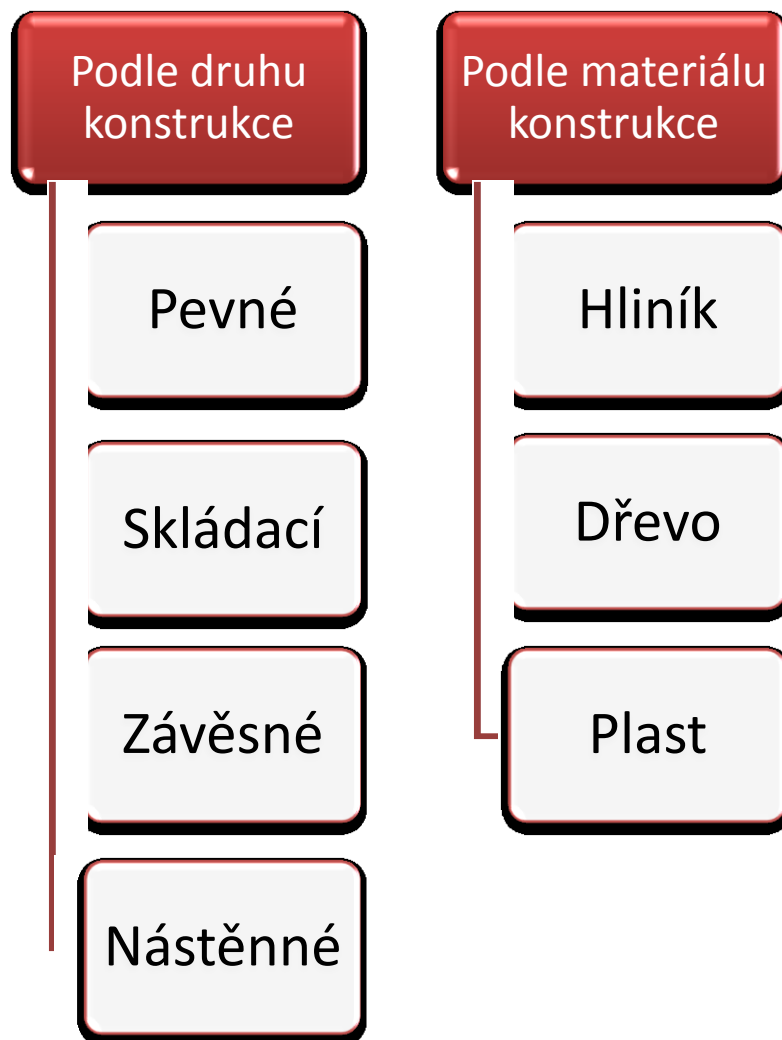 Podle druhu
konstrukce
Pevné
Skládací
Závěsné
Nástěnné
Podle materiálu
konstrukce
Hliník
Dřevo
Plast